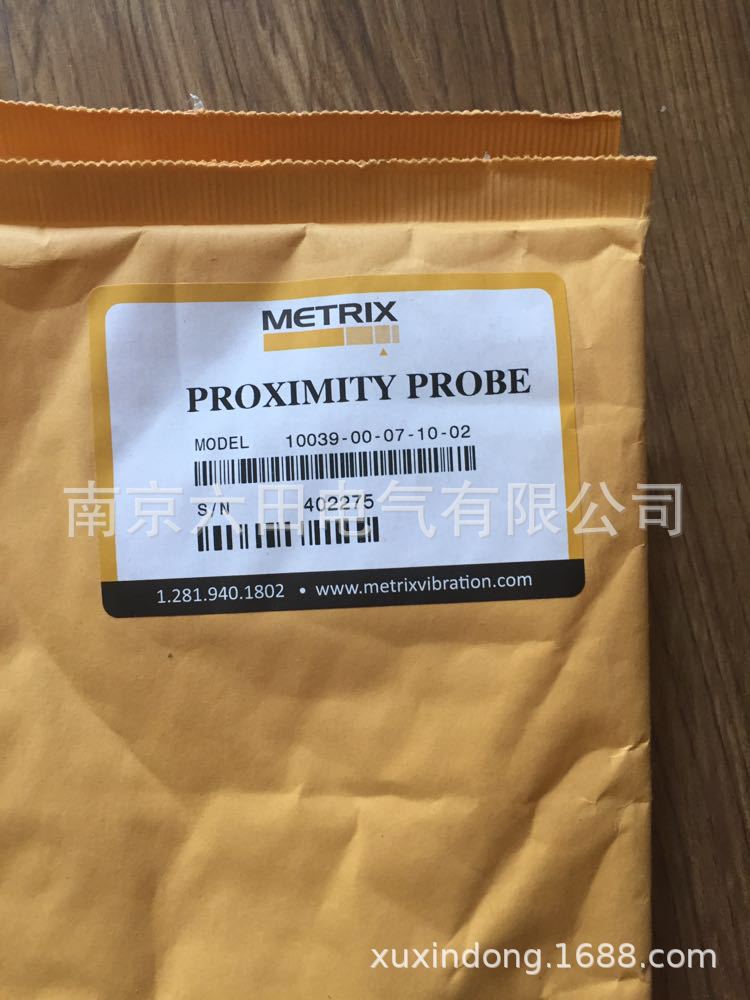 METRIX
PROXIMITY PROBE
MODEL 10039-00-07-10-02
S/N 402275
南京六田电气有限公司
1.281.940.1802 • www.metrixvibration.com
xuxindong.1688.com